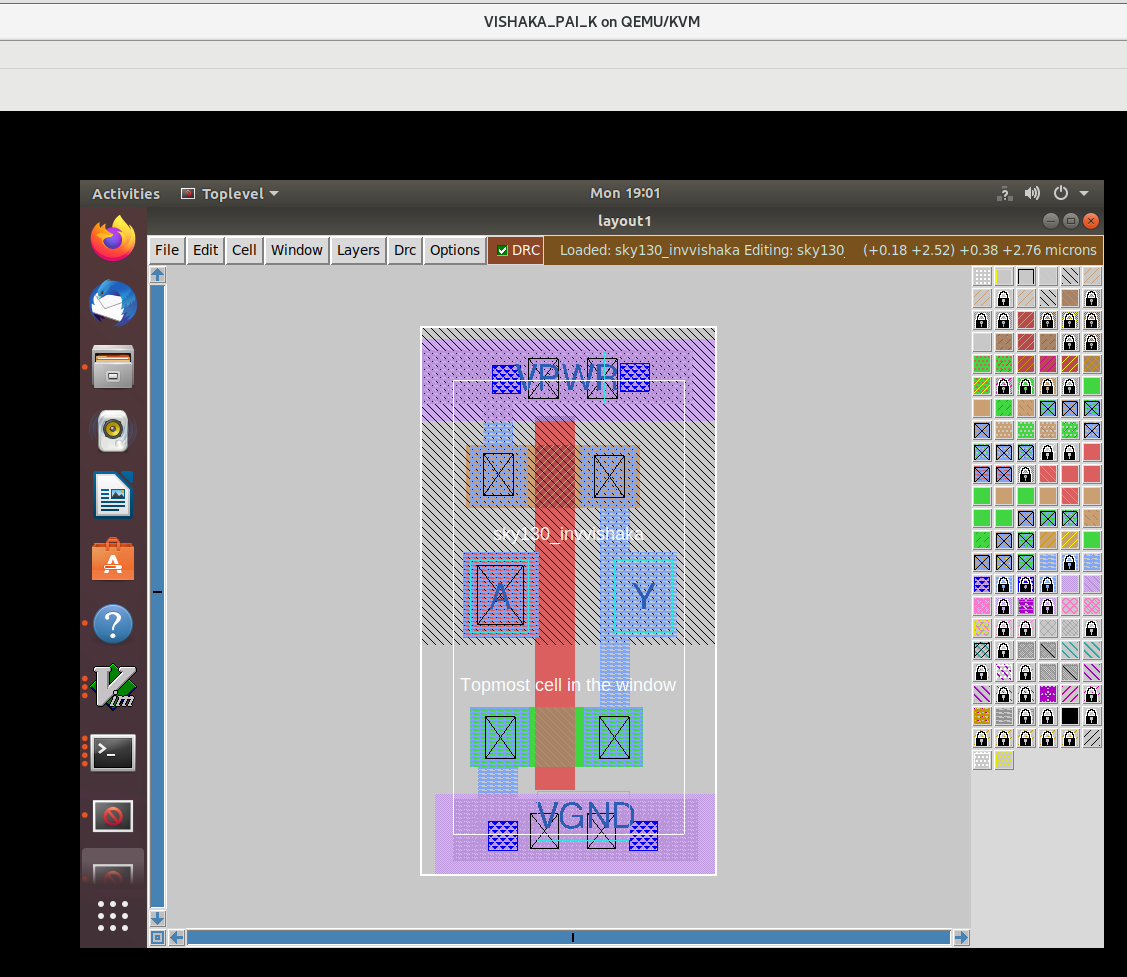 VISHAKA_PAI_K on QEMU/KVM
Activities Toplevel Mon 19:01
layout1
File Edit Cell Window Layers Drc Options DRC Loaded: sky130_invvishaka Editing: sky130_ (+0.18 +2.52) +0.38 +2.76 microns
VPWR
sky130_invvishaka
A Y
Topmost cell in the window
VGND